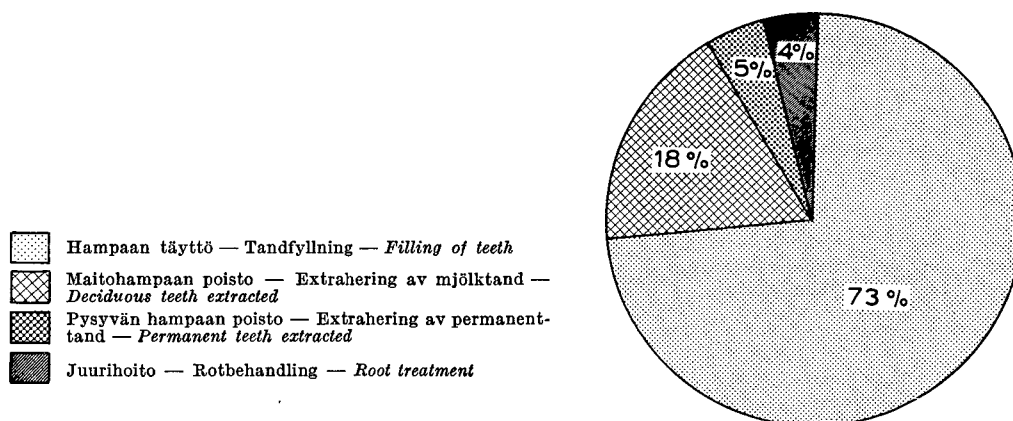 4%
5%
18 %
73 %
Hampaan täyttö — Tandfyllning — Filling of teeth
Maitohampaan poisto — Extrahering av mjölktand —
Deciduous teeth extracted
Pysyvän hampaan poisto — Extrahering av permanent-
tand — Permanent teeth extracted
Juurihoito — Rotbehandling — Root treatment